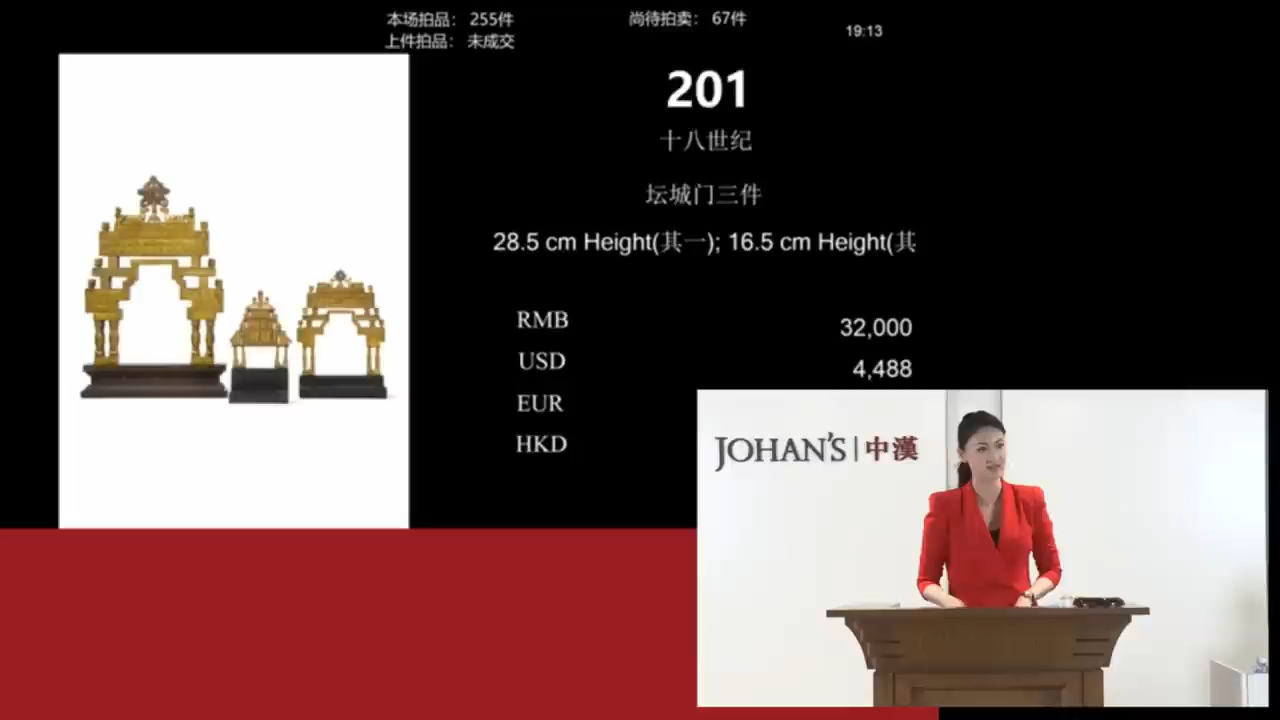 本场拍品: 255件
尚待拍卖: 67件
上件拍品: 未成交
19:13
201
十八世纪
坛城门三件
28.5 cm Height(其一); 16.5 cm Height(其
RMB 32,000
USD 4,488
EUR
HKD
JOHAN'S | 中漢